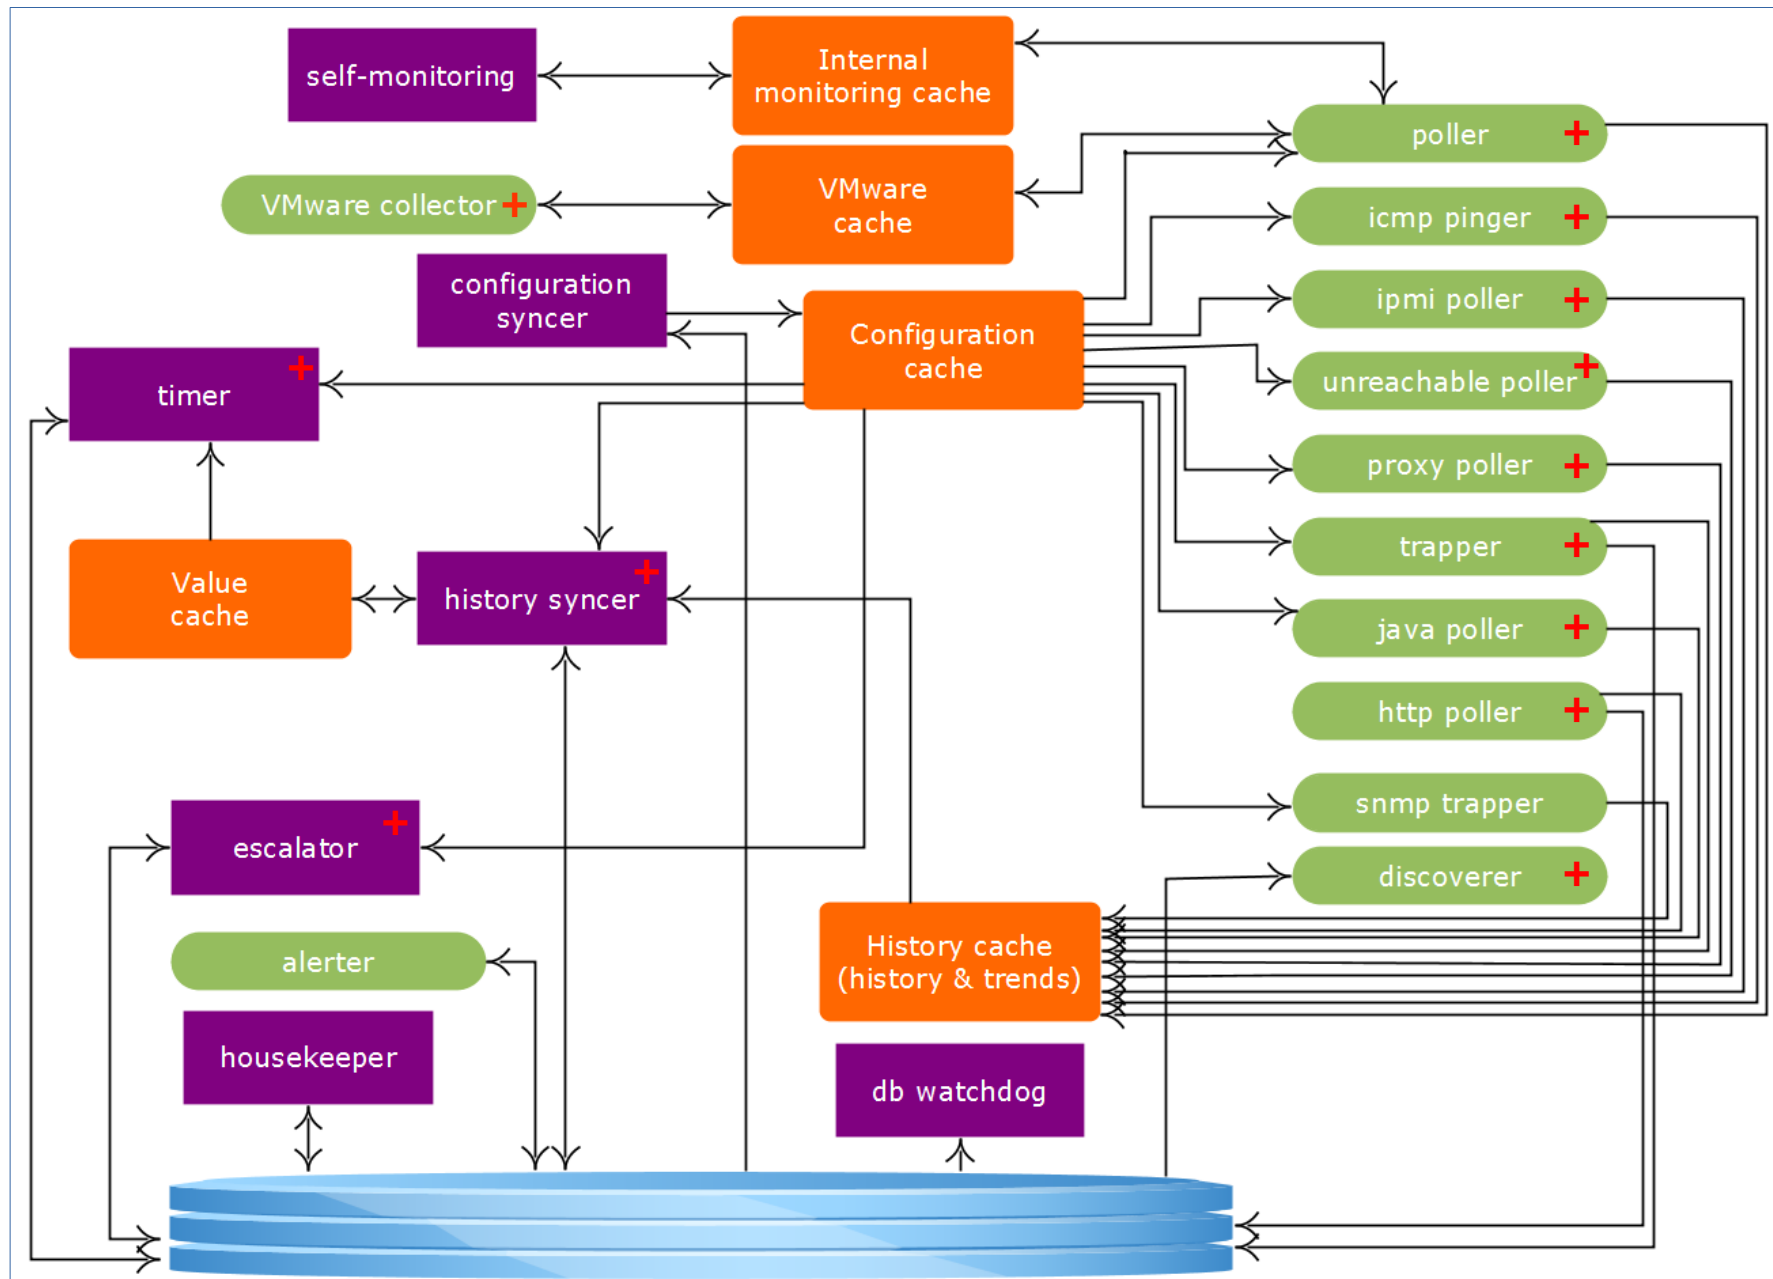 self-monitoring
Internal
monitoring cache
poller +
VMware collector +
VMware
cache
icmp pinger +
configuration
syncer
Configuration
cache
ipmi poller +
timer +
unreachable poller +
proxy poller +
trapper +
Value
cache
history syncer +
java poller +
http poller +
escalator +
snmp trapper
discoverer +
alerter
History cache
(history & trends)
housekeeper
db watchdog